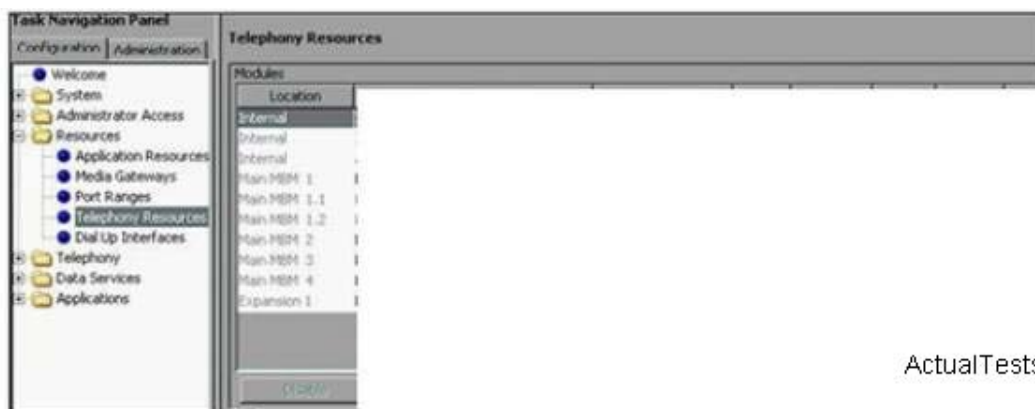 Task Navigation Panel
Configuration
Administration
Welcome
System
Administrator Access
Resources
Application Resources
Media Gateways
Port Ranges
Telephony Resources
Dial Up Interfaces
Telephony
Data Services
Applications
Telephony Resources
Modules
Location
Internal
Internal
Internal
Main MBM 1
Main MBM 1.1
Main MBM 1.2
Main MBM 2
Main MBM 3
Main MBM 4
Expansion 1
ActualTests